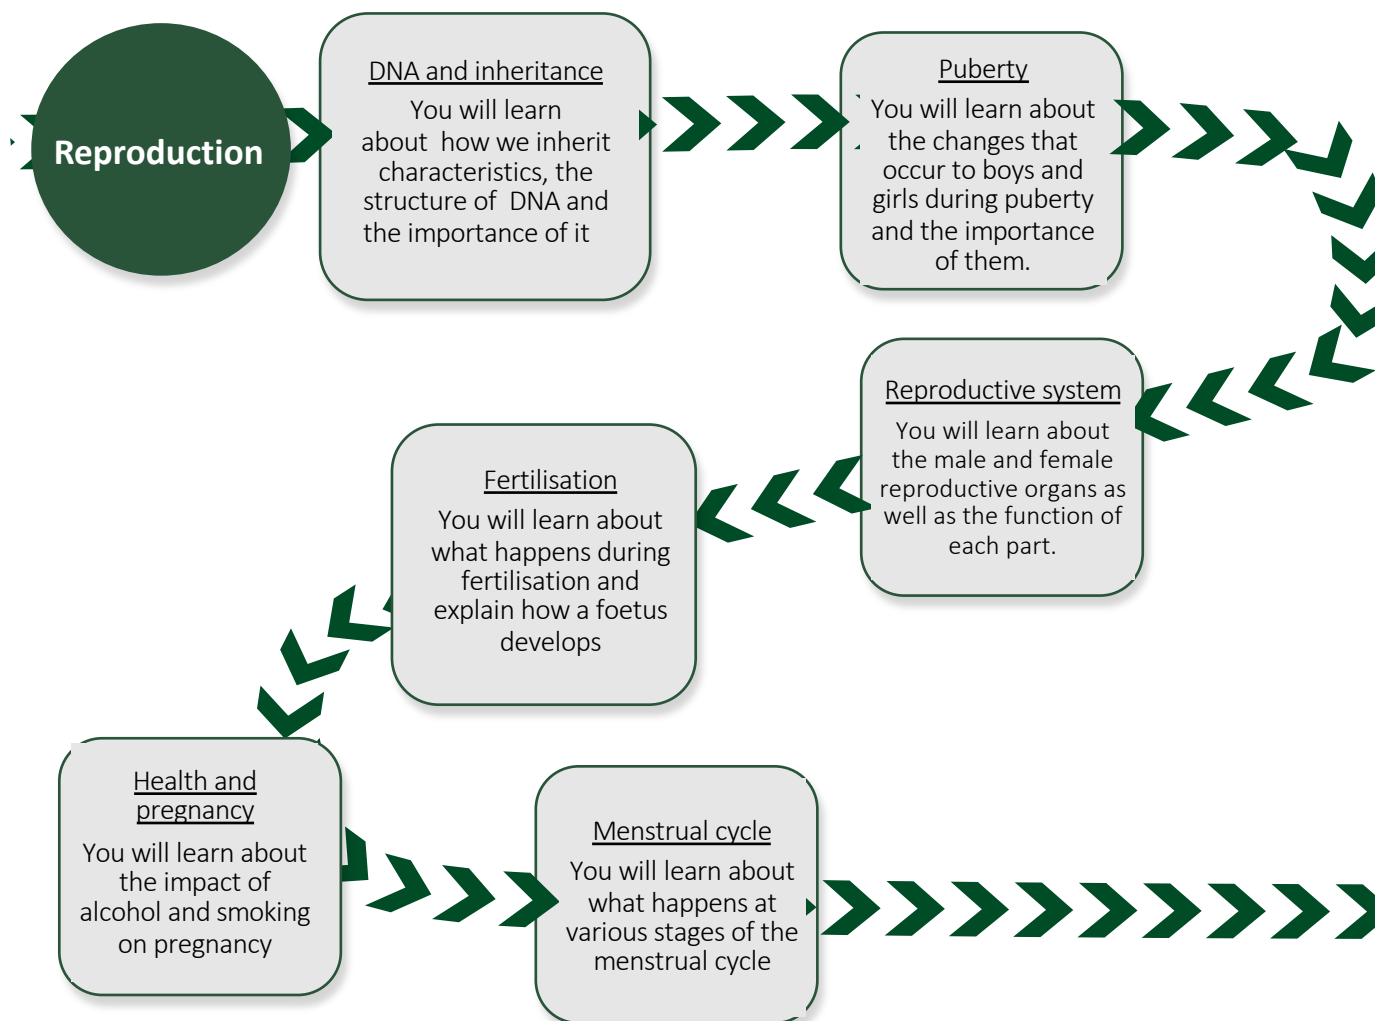 Reproduction
DNA and inheritance
You will learn
about how we inherit
characteristics, the
structure of DNA and
the importance of it
Puberty
You will learn about
the changes that
occur to boys and
girls during puberty
and the importance
of them.
Reproductive system
You will learn about
the male and female
reproductive organs as
well as the function of
each part.
Fertilisation
You will learn about
what happens during
fertilisation and
explain how a foetus
develops
Health and
pregnancy
You will learn about
the impact of
alcohol and smoking
on pregnancy
Menstrual cycle
You will learn about
what happens at
various stages of the
menstrual cycle